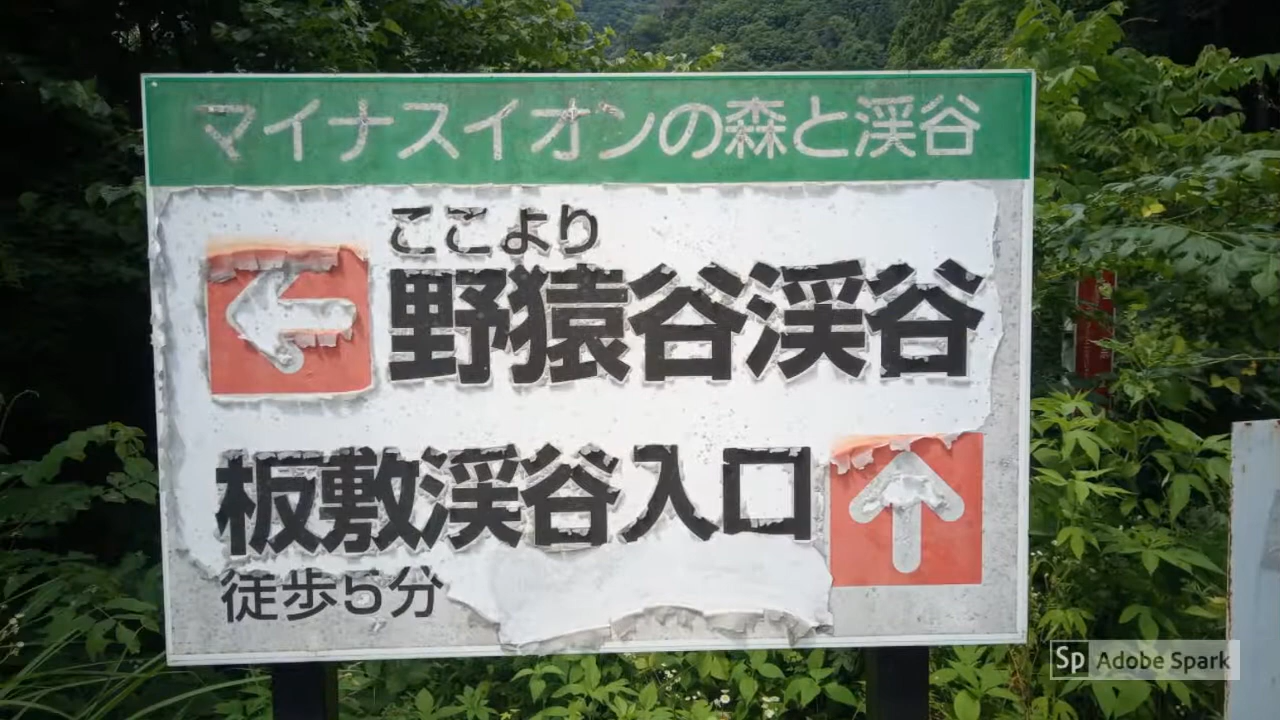 マイナスイオンの森と渓谷
ここより
野猿谷渓谷
板敷渓谷入口
徒歩5分
Sp Adobe Spark